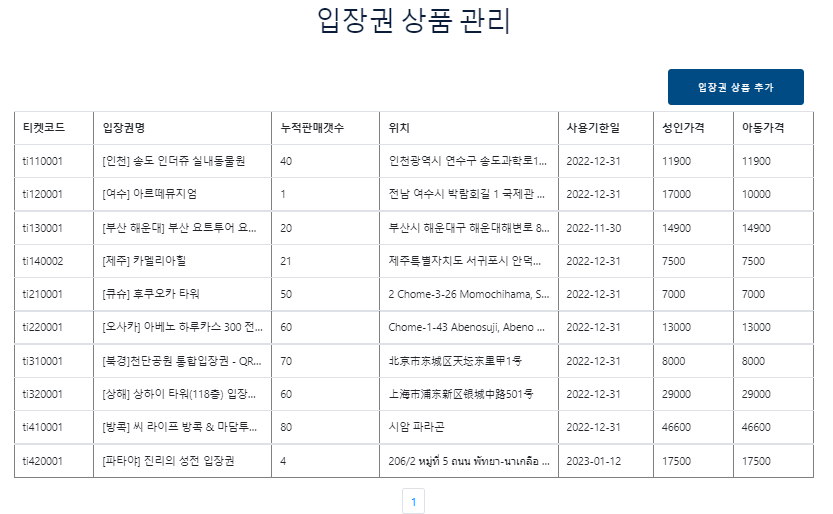 입장권 상품 관리
입장권 상품 추가
티켓코드 입장권명 누적판매갯수 위치 사용기한일 성인가격 아동가격
ti110001 [인천] 송도 인더쥬 실내동물원 40 인천광역시 연수구 송도과학로1... 2022-12-31 11900 11900
ti120001 [여수] 아르떼뮤지엄 1 전남 여수시 박람회길 1 국제관 ... 2022-12-31 17000 10000
ti130001 [부산 해운대] 부산 요트투어 요... 20 부산시 해운대구 해운대해변로 8... 2022-11-30 14900 14900
ti140002 [제주] 카멜리아힐 21 제주특별자치도 서귀포시 안덕... 2022-12-31 7500 7500
ti210001 [큐슈] 후쿠오카 타워 50 2 Chome-3-26 Momochihama, S... 2022-12-31 7000 7000
ti220001 [오사카] 아베노 하루카스 300 전... 60 Chome-1-43 Abenosuji, Abeno ... 2022-12-31 13000 13000
ti310001 [북경]천단공원 통합입장권 - QR... 70 北京市东城区天坛东里甲1号 2022-12-31 8000 8000
ti320001 [상해] 상하이 타워(118층) 입장... 60 上海市浦东新区银城中路501号 2022-12-31 29000 29000
ti410001 [방콕] 씨 라이프 방콕 & 마담투... 80 시암 파라곤 2022-12-31 46600 46600
ti420001 [파타야] 진리의 성전 입장권 4 206/2 หมู่ที่ 5 ถนน พัทยา-นาเกลือ ... 2023-01-12 17500 17500
1